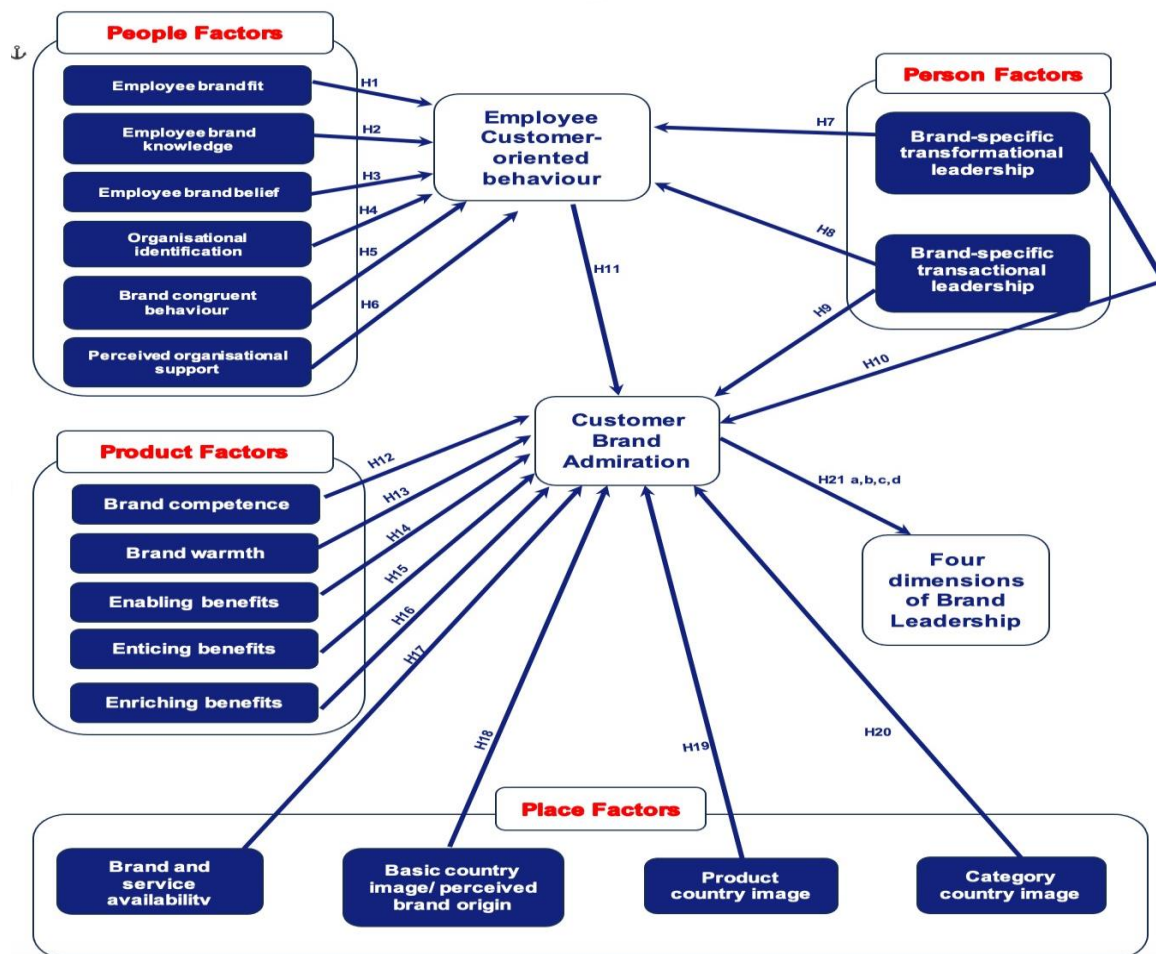 People Factors
Employee brand fit
Employee brand
knowledge
Employee brand belief
Organisational
identification
Brand congruent
behaviour
Perceived organisational
support
H1
H2
H3
H4
H5
H6
Employee
Customer-
oriented
behaviour
H7
H8
Person Factors
Brand-specific
transformational
leadership
Brand-specific
transactional
leadership
H9
H10
H11
Customer
Brand
Admiration
Product Factors
Brand competence
Brand warmth
Enabling benefits
Enticing benefits
Enriching benefits
H12
H13
H14
H15
H16
H17
H18
H19
H20
H21 a,b,c,d
Four
dimensions
of Brand
Leadership
Place Factors
Brand and
service
availability
Basic country
image/ perceived
brand origin
Product
country image
Category
country image